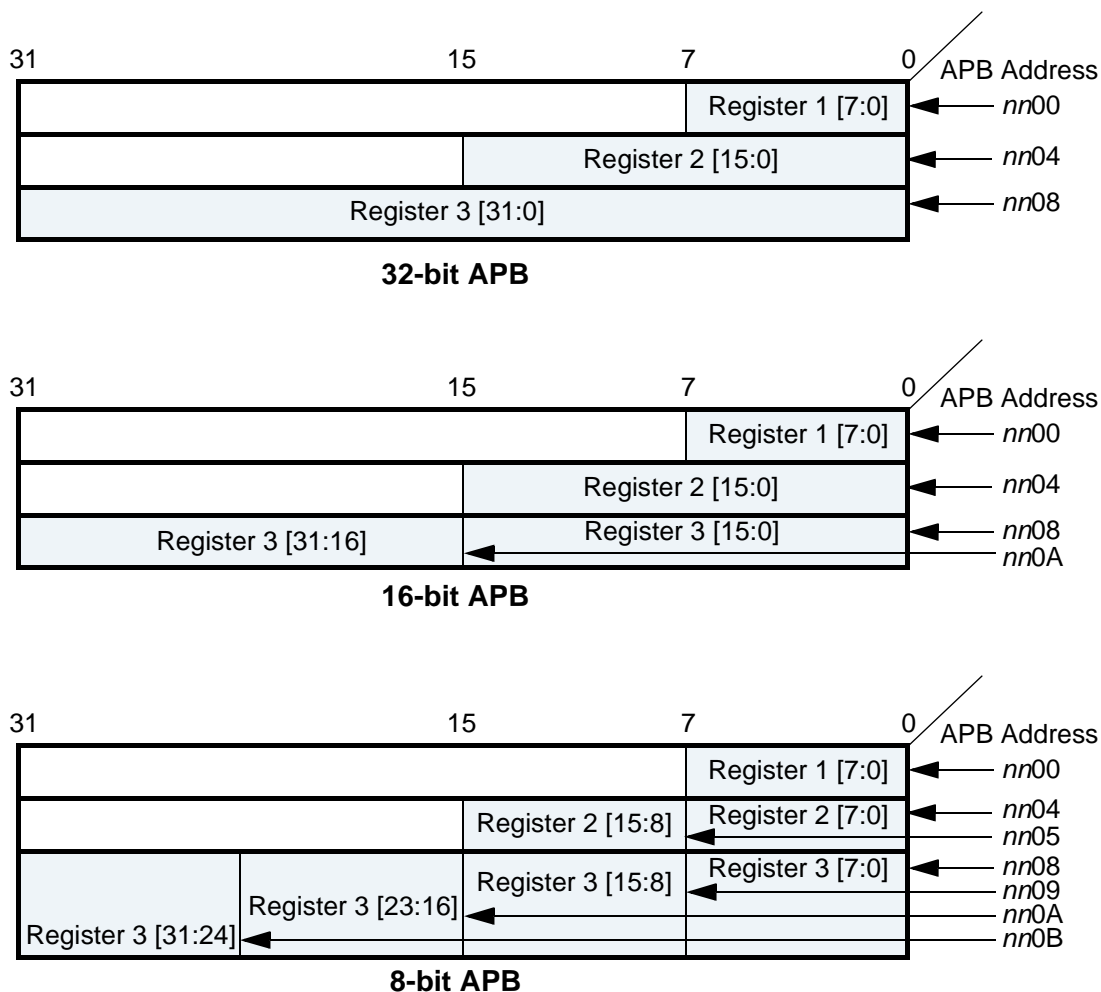 31 15 7 0
APB Address
Register 1 [7:0] nn00
Register 2 [15:0] nn04
Register 3 [31:0] nn08
32-bit APB
31 15 7 0
APB Address
Register 1 [7:0] nn00
Register 2 [15:0] nn04
Register 3 [31:16] Register 3 [15:0] nn08
nn0A
16-bit APB
31 15 7 0
APB Address
Register 1 [7:0] nn00
Register 2 [15:8] Register 2 [7:0] nn04
nn05
Register 3 [31:24] Register 3 [23:16] Register 3 [15:8] Register 3 [7:0] nn08
nn09
nn0A
nn0B
8-bit APB